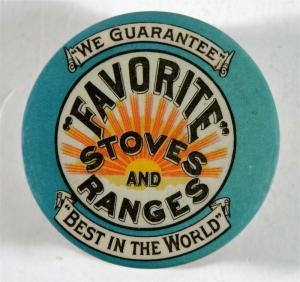 "WE GUARANTEE"
"FAVORITE"
STOVES
AND
RANGES
"BEST IN THE WORLD"